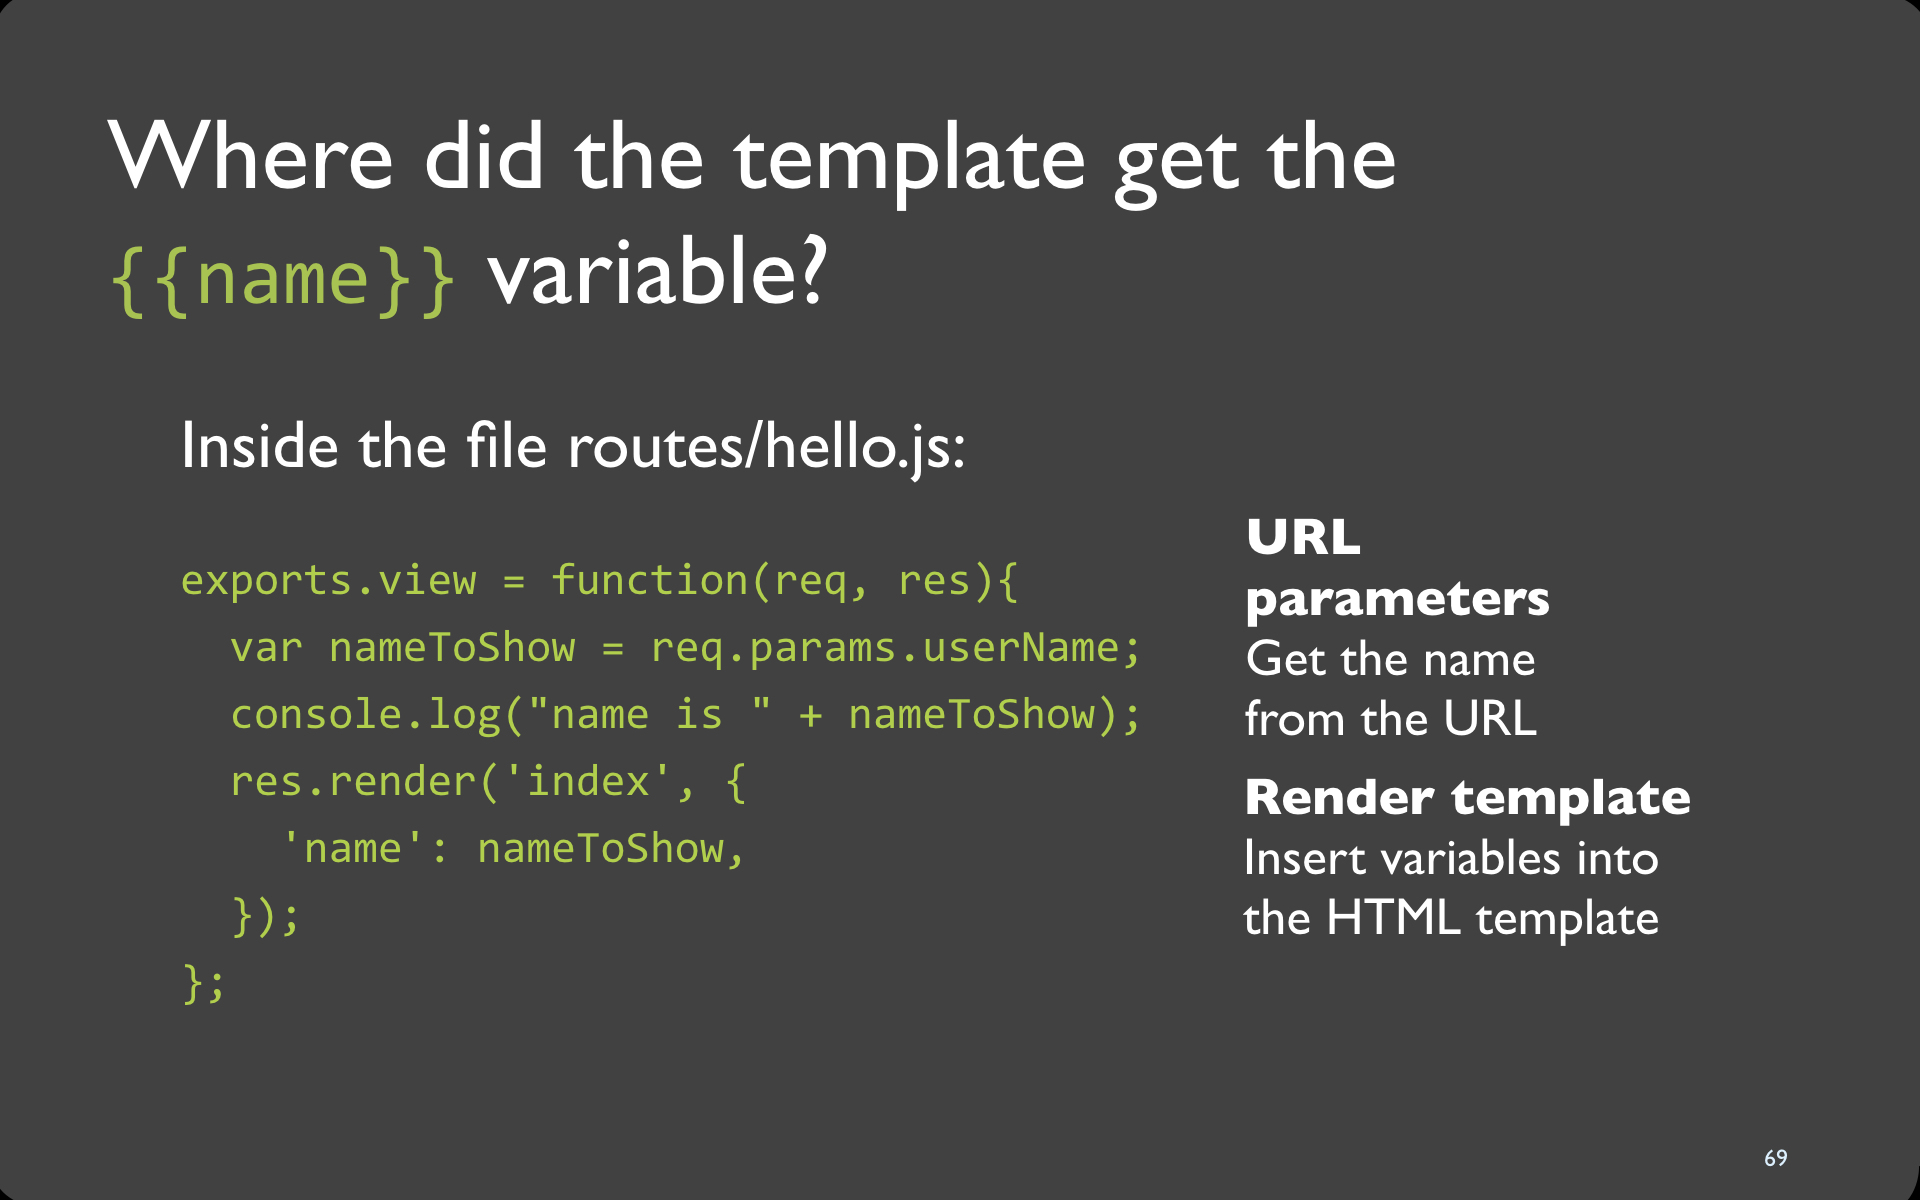 Where did the template get the
{{name}} variable?
Inside the file routes/hello.js:
exports.view = function(req, res){
  var nameToShow = req.params.userName;
  console.log("name is " + nameToShow);
  res.render('index', {
    'name': nameToShow,
  });
};
URL
parameters
Get the name
from the URL
Render template
Insert variables into
the HTML template
69